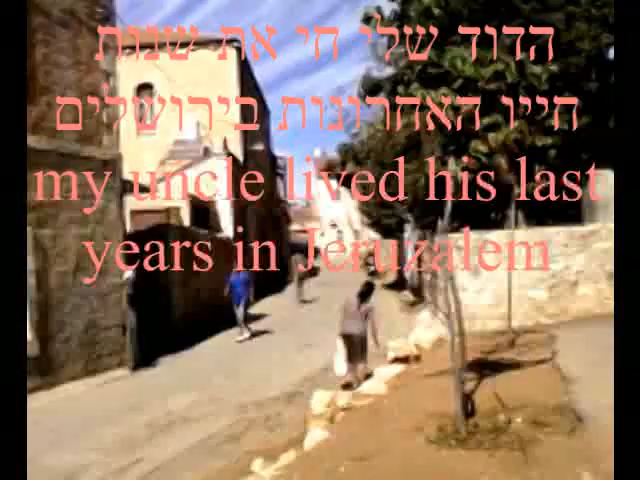 הדוד שלי חי את שנות
חייו האחרונות בירושלים
my uncle lived his last
years in Jeruzalem